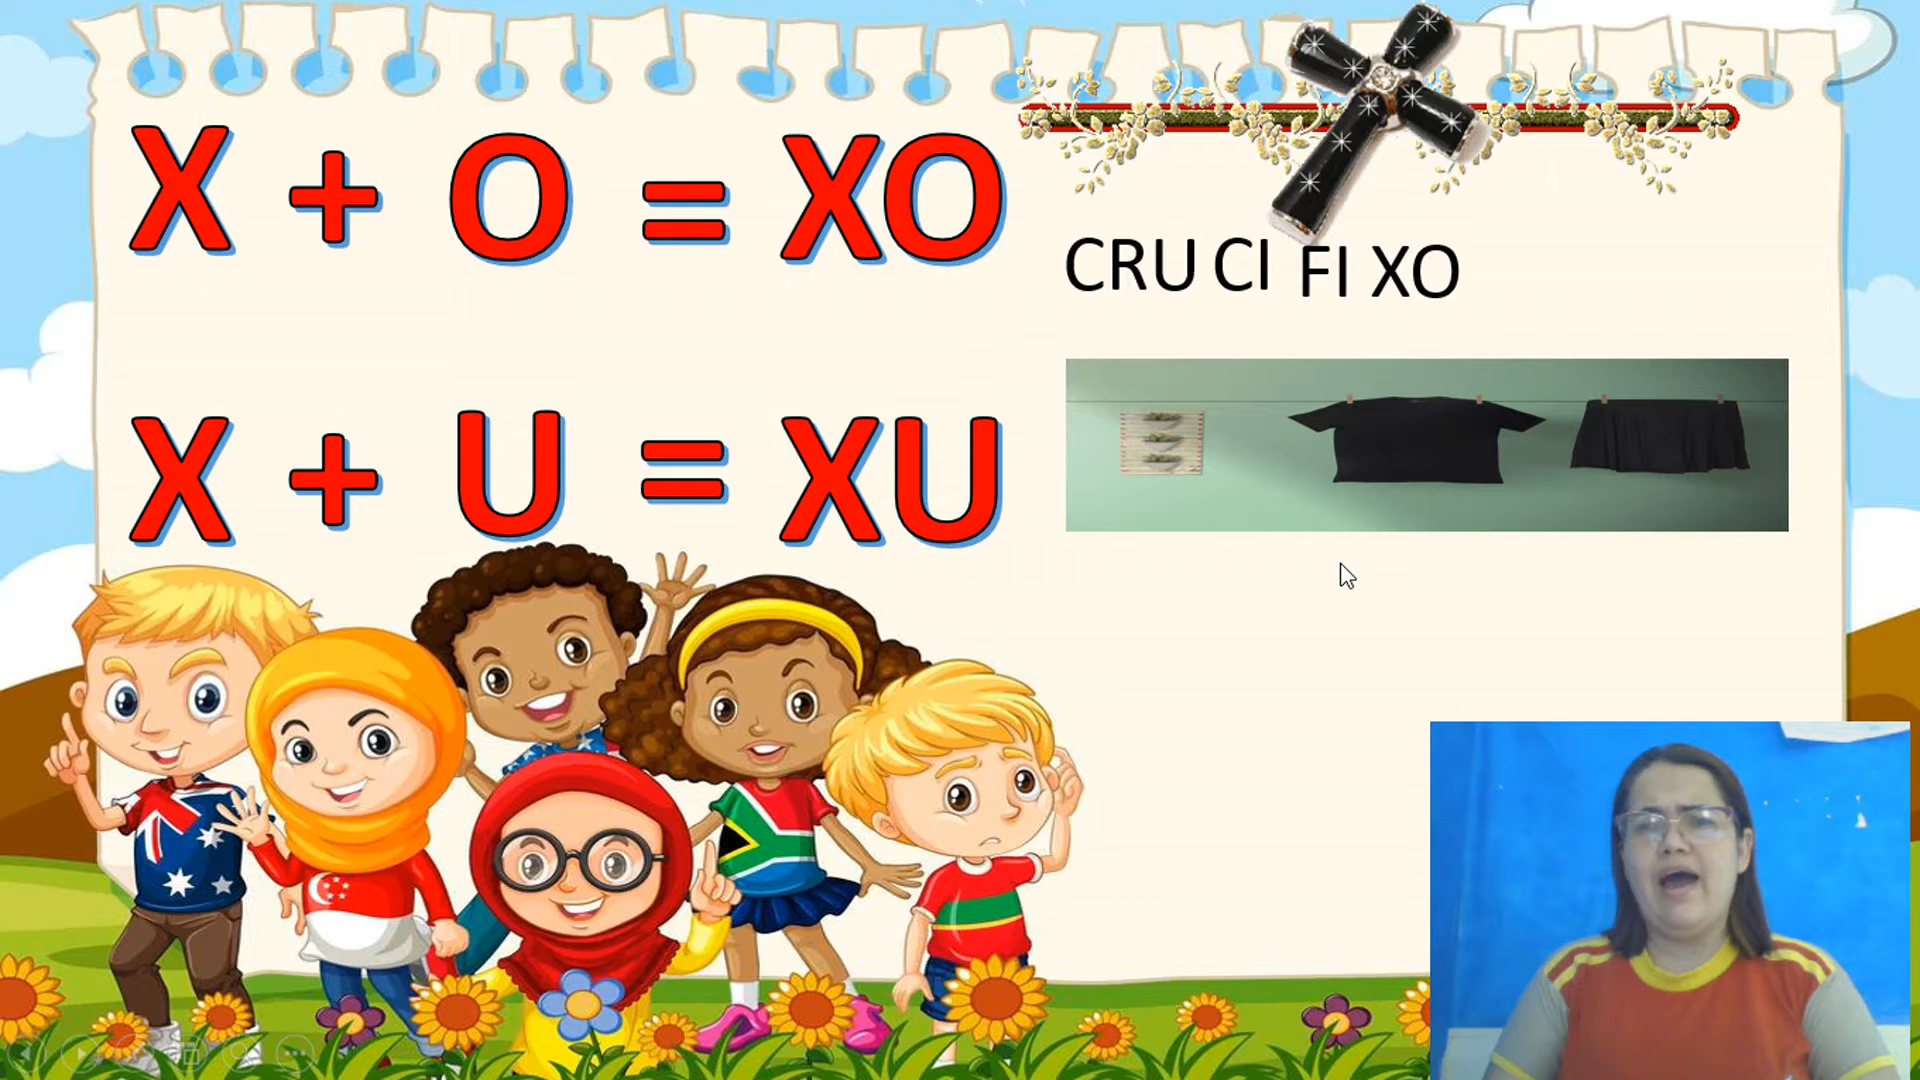 X + O = XO
CRU CI FI XO
X + U = XU